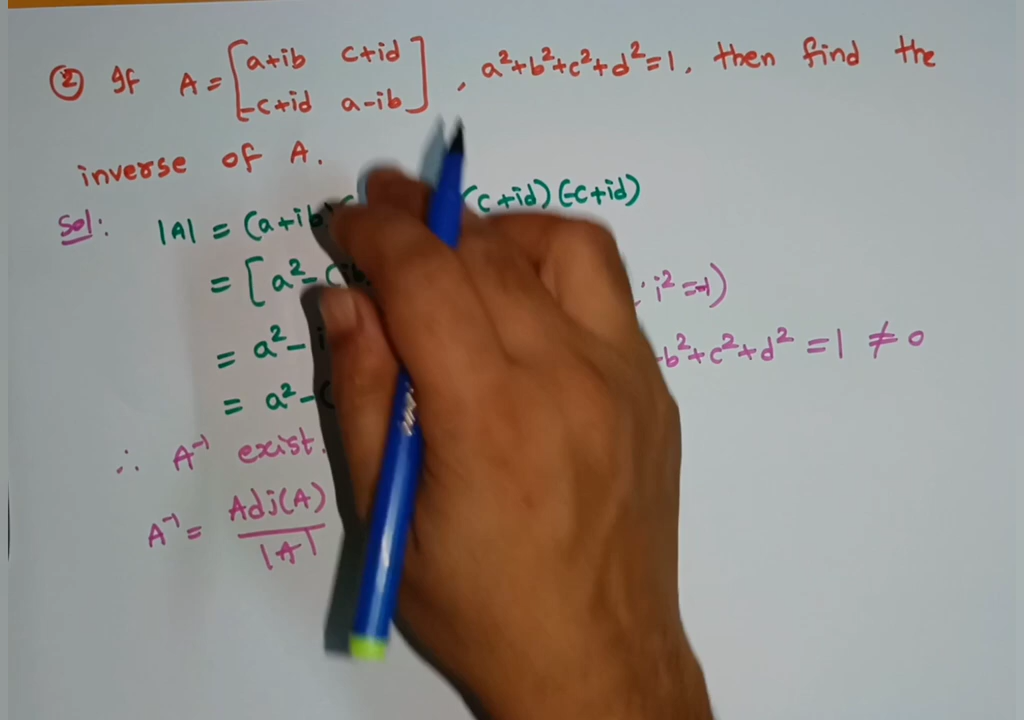 ② If A = [a+ib c+id
-c+id a-ib], a²+b²+c²+d²=1, then find the
inverse of A.
Sol: |A| = (a+ib) (c+id)(-c+id)
= [a²- i²=-1)
= a²- b²+c²+d² =1 ≠ 0
= a²-
∴ A⁻¹ exist.
A⁻¹ = Adj(A)
|A|